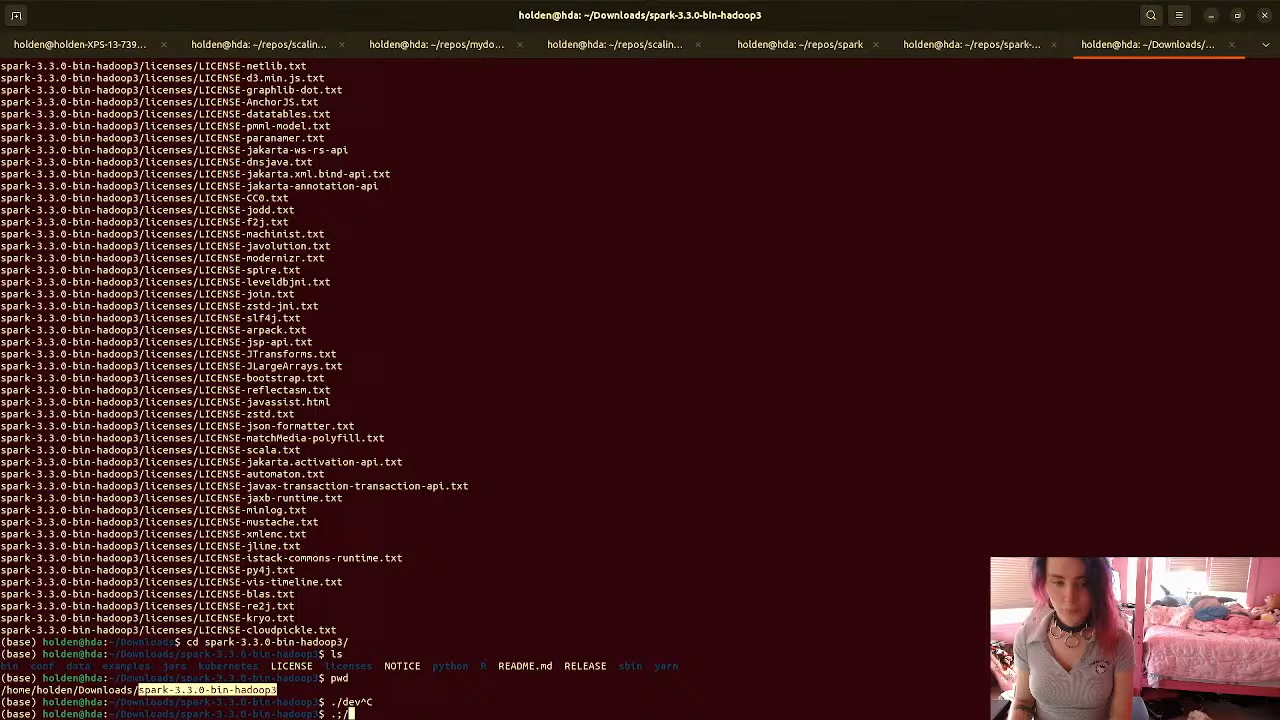 holden@hda: ~/Downloads/spark-3.3.0-bin-hadoop3
holden@holden-XPS-13-739... holden@hda: ~/repos/scalin... holden@hda: ~/repos/mydo... holden@hda: ~/repos/scalin... holden@hda: ~/repos/spark holden@hda: ~/repos/spark-... holden@hda: ~/Downloads/...
spark-3.3.0-bin-hadoop3/licenses/LICENSE-netlib.txt
spark-3.3.0-bin-hadoop3/licenses/LICENSE-d3.min.js.txt
spark-3.3.0-bin-hadoop3/licenses/LICENSE-graphlib-dot.txt
spark-3.3.0-bin-hadoop3/licenses/LICENSE-AnchorJS.txt
spark-3.3.0-bin-hadoop3/licenses/LICENSE-datatables.txt
spark-3.3.0-bin-hadoop3/licenses/LICENSE-pmml-model.txt
spark-3.3.0-bin-hadoop3/licenses/LICENSE-paranamer.txt
spark-3.3.0-bin-hadoop3/licenses/LICENSE-jakarta-ws-rs-api
spark-3.3.0-bin-hadoop3/licenses/LICENSE-dnsjava.txt
spark-3.3.0-bin-hadoop3/licenses/LICENSE-jakarta.xml.bind-api.txt
spark-3.3.0-bin-hadoop3/licenses/LICENSE-jakarta-annotation-api
spark-3.3.0-bin-hadoop3/licenses/LICENSE-CC0.txt
spark-3.3.0-bin-hadoop3/licenses/LICENSE-jodd.txt
spark-3.3.0-bin-hadoop3/licenses/LICENSE-f2j.txt
spark-3.3.0-bin-hadoop3/licenses/LICENSE-machinist.txt
spark-3.3.0-bin-hadoop3/licenses/LICENSE-javolution.txt
spark-3.3.0-bin-hadoop3/licenses/LICENSE-modernizr.txt
spark-3.3.0-bin-hadoop3/licenses/LICENSE-spire.txt
spark-3.3.0-bin-hadoop3/licenses/LICENSE-leveldbjni.txt
spark-3.3.0-bin-hadoop3/licenses/LICENSE-join.txt
spark-3.3.0-bin-hadoop3/licenses/LICENSE-zstd-jni.txt
spark-3.3.0-bin-hadoop3/licenses/LICENSE-slf4j.txt
spark-3.3.0-bin-hadoop3/licenses/LICENSE-arpack.txt
spark-3.3.0-bin-hadoop3/licenses/LICENSE-jsp-api.txt
spark-3.3.0-bin-hadoop3/licenses/LICENSE-JTransforms.txt
spark-3.3.0-bin-hadoop3/licenses/LICENSE-JLargeArrays.txt
spark-3.3.0-bin-hadoop3/licenses/LICENSE-bootstrap.txt
spark-3.3.0-bin-hadoop3/licenses/LICENSE-reflectasm.txt
spark-3.3.0-bin-hadoop3/licenses/LICENSE-javassist.html
spark-3.3.0-bin-hadoop3/licenses/LICENSE-zstd.txt
spark-3.3.0-bin-hadoop3/licenses/LICENSE-json-formatter.txt
spark-3.3.0-bin-hadoop3/licenses/LICENSE-matchMedia-polyfill.txt
spark-3.3.0-bin-hadoop3/licenses/LICENSE-scala.txt
spark-3.3.0-bin-hadoop3/licenses/LICENSE-jakarta.activation-api.txt
spark-3.3.0-bin-hadoop3/licenses/LICENSE-automaton.txt
spark-3.3.0-bin-hadoop3/licenses/LICENSE-javax-transaction-transaction-api.txt
spark-3.3.0-bin-hadoop3/licenses/LICENSE-jaxb-runtime.txt
spark-3.3.0-bin-hadoop3/licenses/LICENSE-minlog.txt
spark-3.3.0-bin-hadoop3/licenses/LICENSE-mustache.txt
spark-3.3.0-bin-hadoop3/licenses/LICENSE-xmlenc.txt
spark-3.3.0-bin-hadoop3/licenses/LICENSE-jline.txt
spark-3.3.0-bin-hadoop3/licenses/LICENSE-istack-commons-runtime.txt
spark-3.3.0-bin-hadoop3/licenses/LICENSE-py4j.txt
spark-3.3.0-bin-hadoop3/licenses/LICENSE-vis-timeline.txt
spark-3.3.0-bin-hadoop3/licenses/LICENSE-blas.txt
spark-3.3.0-bin-hadoop3/licenses/LICENSE-re2j.txt
spark-3.3.0-bin-hadoop3/licenses/LICENSE-kryo.txt
spark-3.3.0-bin-hadoop3/licenses/LICENSE-cloudpickle.txt
(base) holden@hda:~/Downloads$ cd spark-3.3.0-bin-hadoop3/
(base) holden@hda:~/Downloads/spark-3.3.0-bin-hadoop3$ ls
bin conf data examples jars kubernetes LICENSE licenses NOTICE python R README.md RELEASE sbin yarn
(base) holden@hda:~/Downloads/spark-3.3.0-bin-hadoop3$ pwd
/home/holden/Downloads/spark-3.3.0-bin-hadoop3
(base) holden@hda:~/Downloads/spark-3.3.0-bin-hadoop3$ ./dev^C
(base) holden@hda:~/Downloads/spark-3.3.0-bin-hadoop3$ .;/